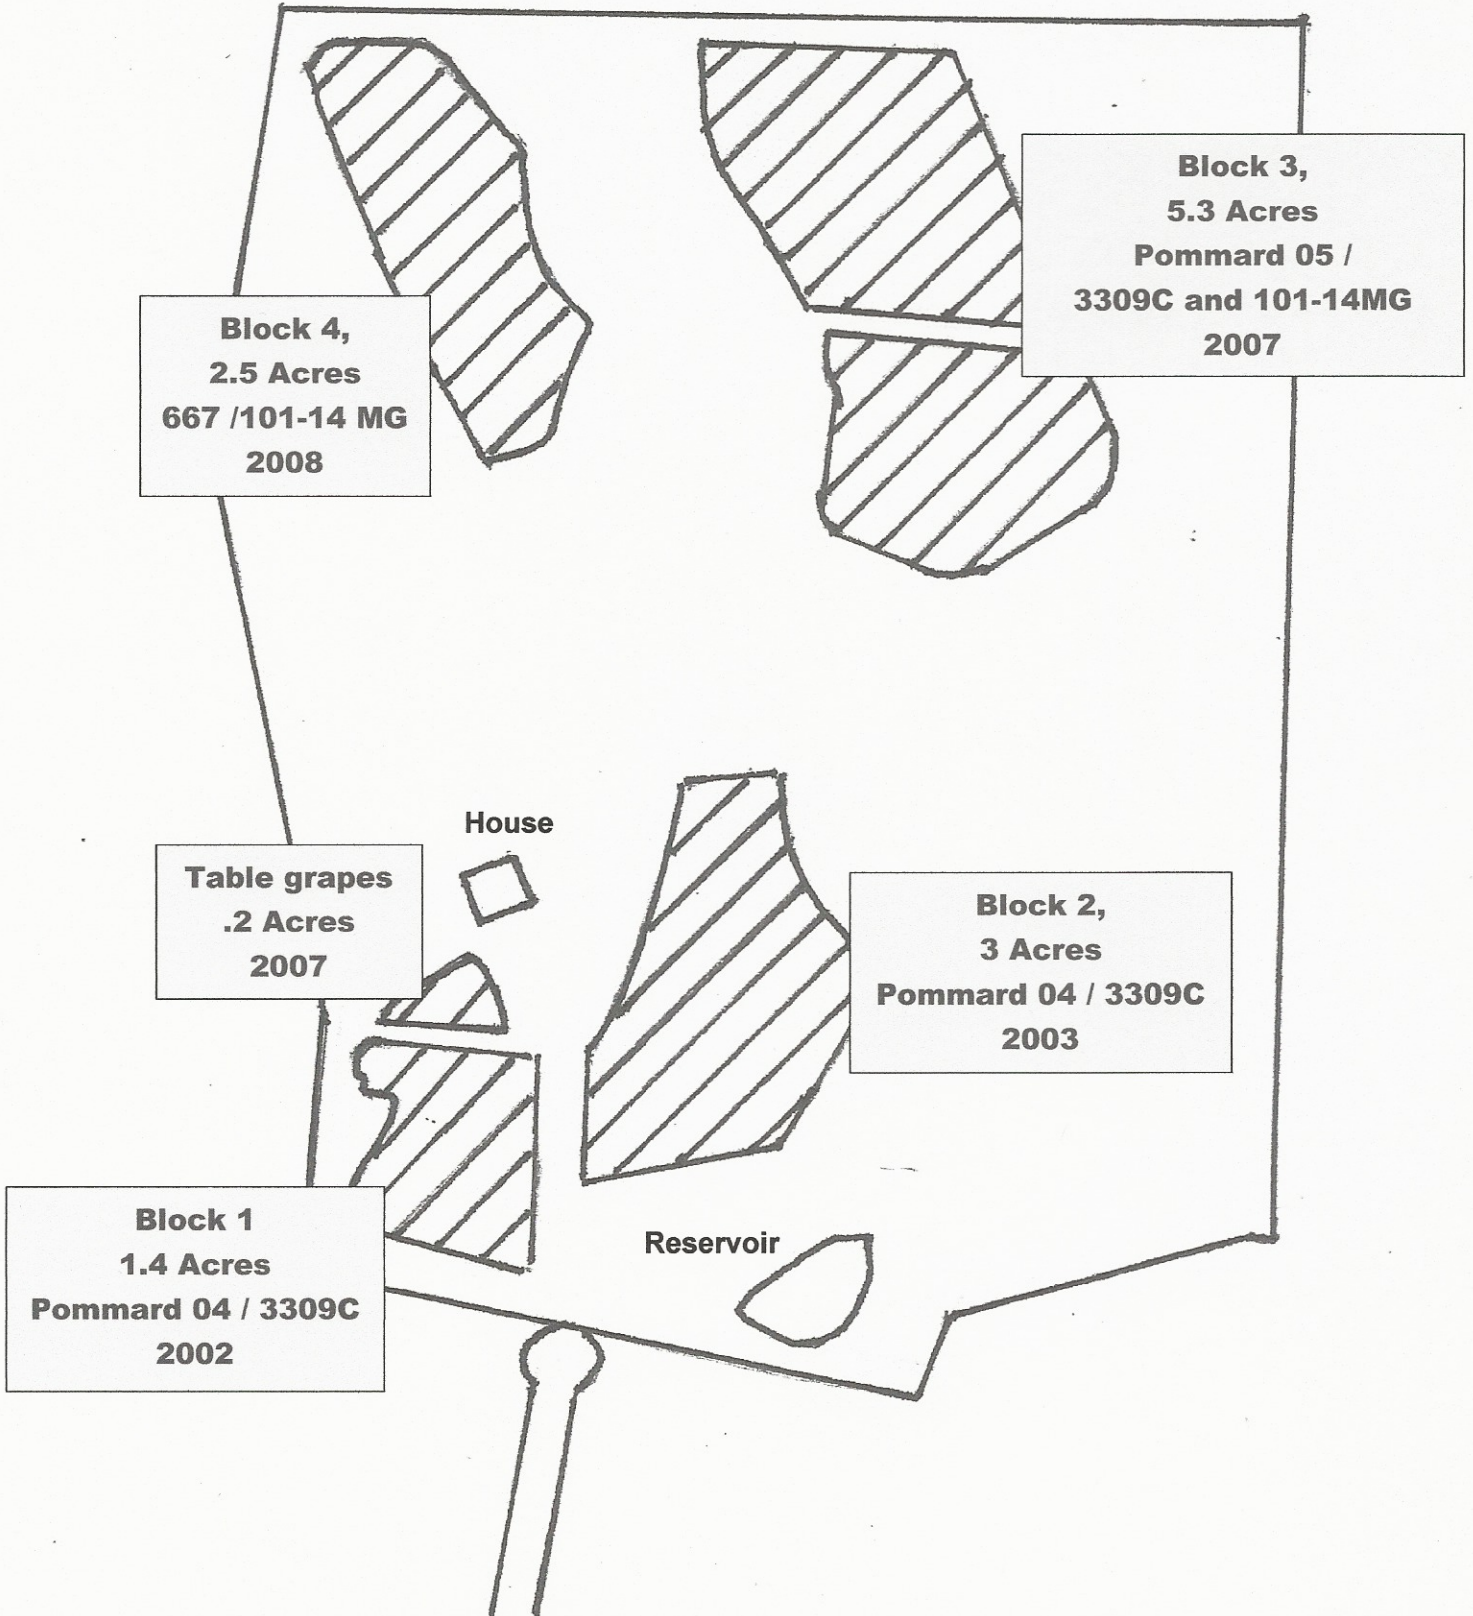 Block 3,
5.3 Acres
Pommard 05 /
3309C and 101-14MG
2007
Block 4,
2.5 Acres
667 /101-14 MG
2008
House
Table grapes
.2 Acres
2007
Block 2,
3 Acres
Pommard 04 / 3309C
2003
Block 1
1.4 Acres
Pommard 04 / 3309C
2002
Reservoir